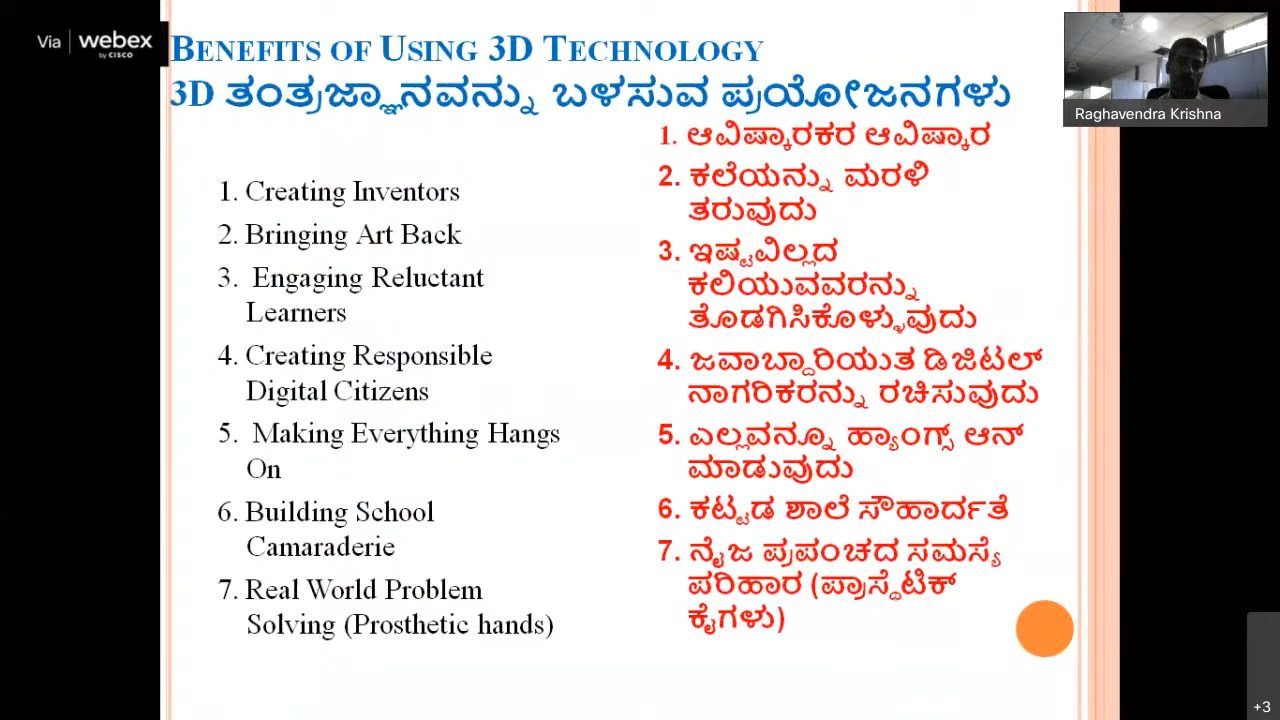 Via webex
by CISCO
BENEFITS OF USING 3D TECHNOLOGY
3D ತಂತ್ರಜ್ಞಾನವನ್ನು ಬಳಸುವ ಪ್ರಯೋಜನಗಳು
1. Creating Inventors
2. Bringing Art Back
3. Engaging Reluctant
Learners
4. Creating Responsible
Digital Citizens
5. Making Everything Hangs
On
6. Building School
Camaraderie
7. Real World Problem
Solving (Prosthetic hands)
1. ಆವಿಷ್ಕಾರಕರ ಆವಿಷ್ಕಾರ
2. ಕಲೆಯನ್ನು ಮರಳಿ
ತರುವುದು
3. ಇಷ್ಟವಿಲ್ಲದ
ಕಲಿಯುವವರನ್ನು
ತೊಡಗಿಸಿಕೊಳ್ಳುವುದು
4. ಜವಾಬ್ದಾರಿಯುತ ಡಿಜಿಟಲ್
ನಾಗರಿಕರನ್ನು ರಚಿಸುವುದು
5. ಎಲ್ಲವನ್ನೂ ಹ್ಯಾಂಗ್ಸ್ ಆನ್
ಮಾಡುವುದು
6. ಕಟ್ಟಡ ಶಾಲೆ ಸೌಹಾರ್ದತೆ
7. ನೈಜ ಪ್ರಪಂಚದ ಸಮಸ್ಯೆ
ಪರಿಹಾರ (ಪ್ರಾಸ್ಥೆಟಿಕ್
ಕೈಗಳು)
Raghavendra Krishna
+3